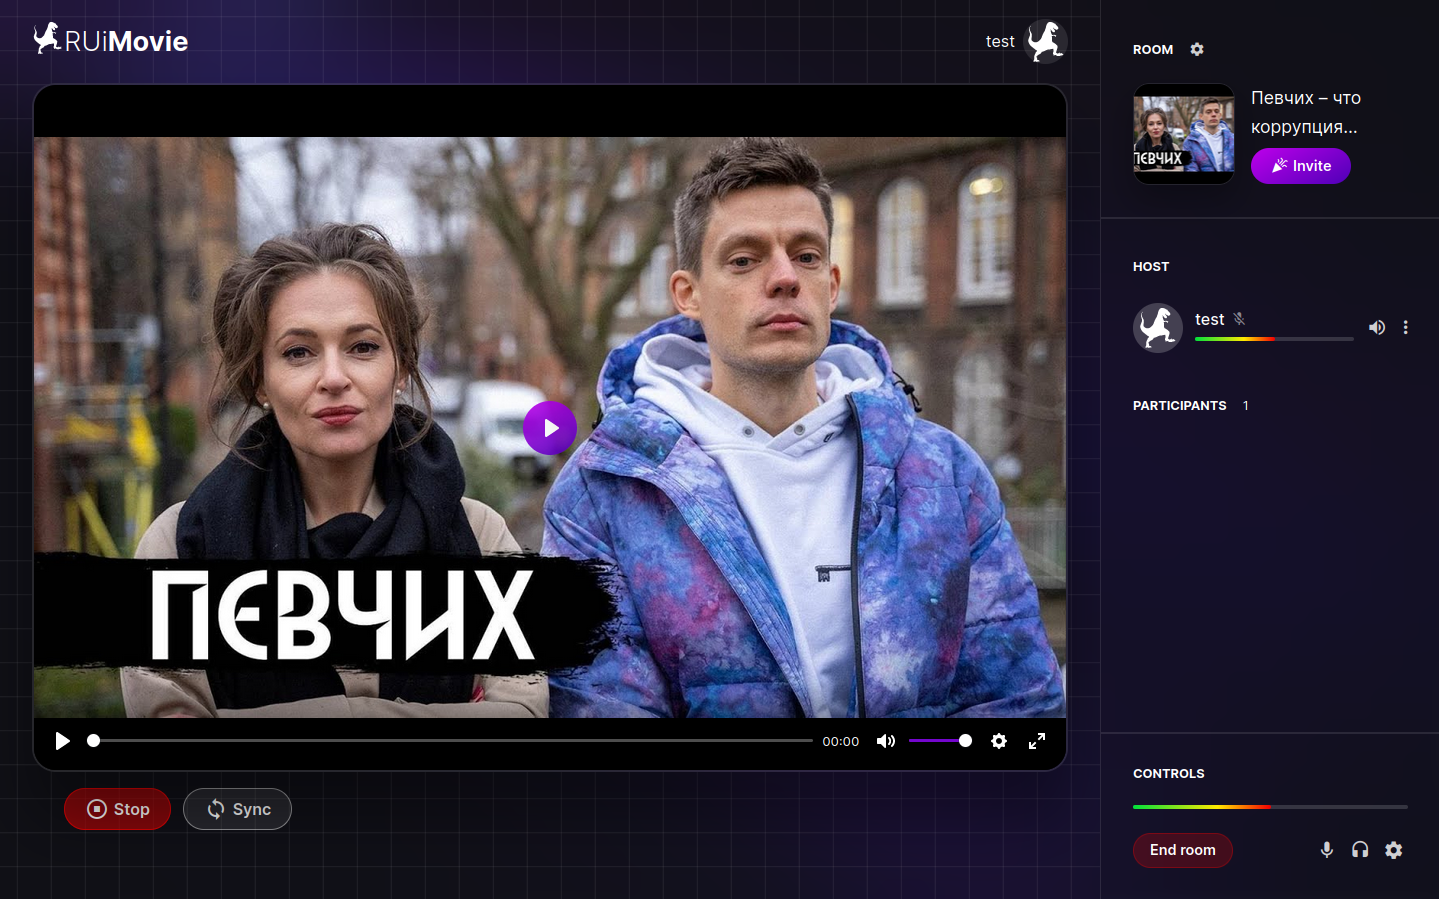 RUiMovie
test
ПЕВЧИХ
00:00
Stop
Sync
ROOM
Певчих – что
коррупция...
ПЕВЧИХ
Invite
HOST
test
PARTICIPANTS 1
CONTROLS
End room